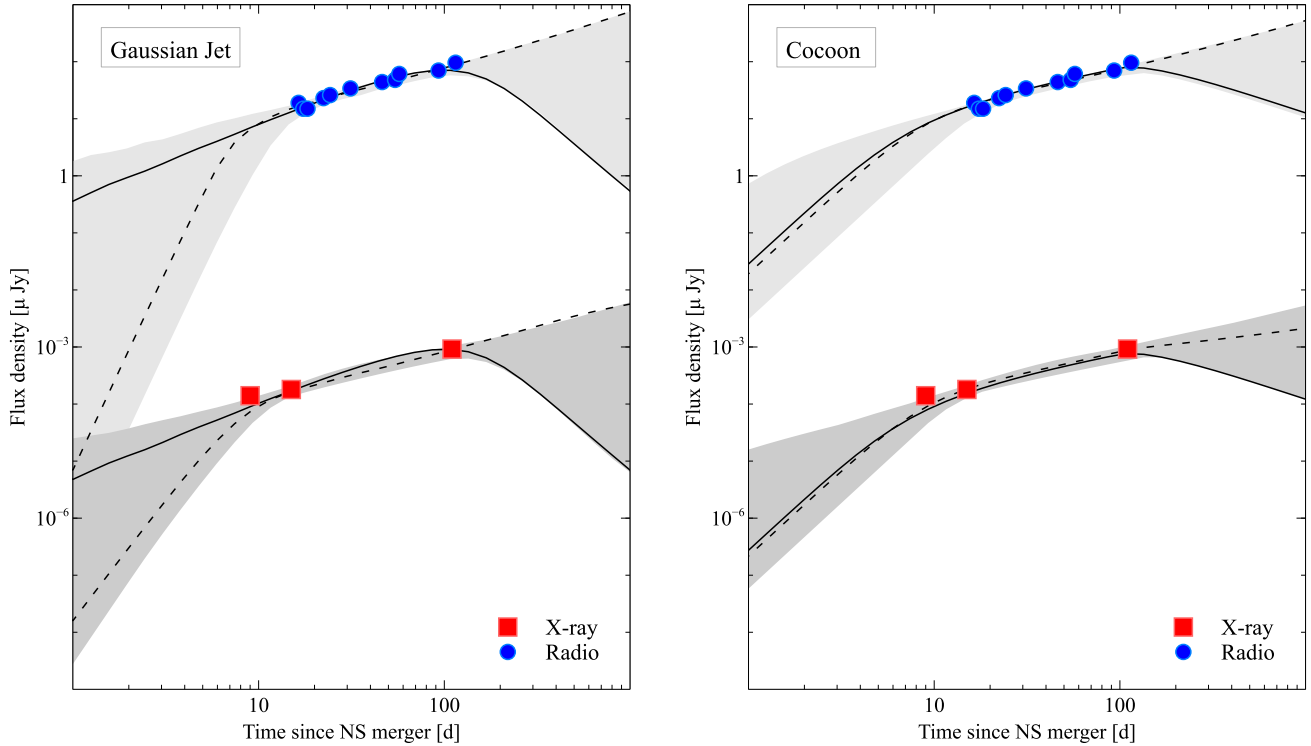 Gaussian Jet
Flux density [μ Jy]
1
10⁻³
10⁻⁶
X-ray
Radio
10
100
Time since NS merger [d]
Cocoon
Flux density [μ Jy]
1
10⁻³
10⁻⁶
X-ray
Radio
10
100
Time since NS merger [d]